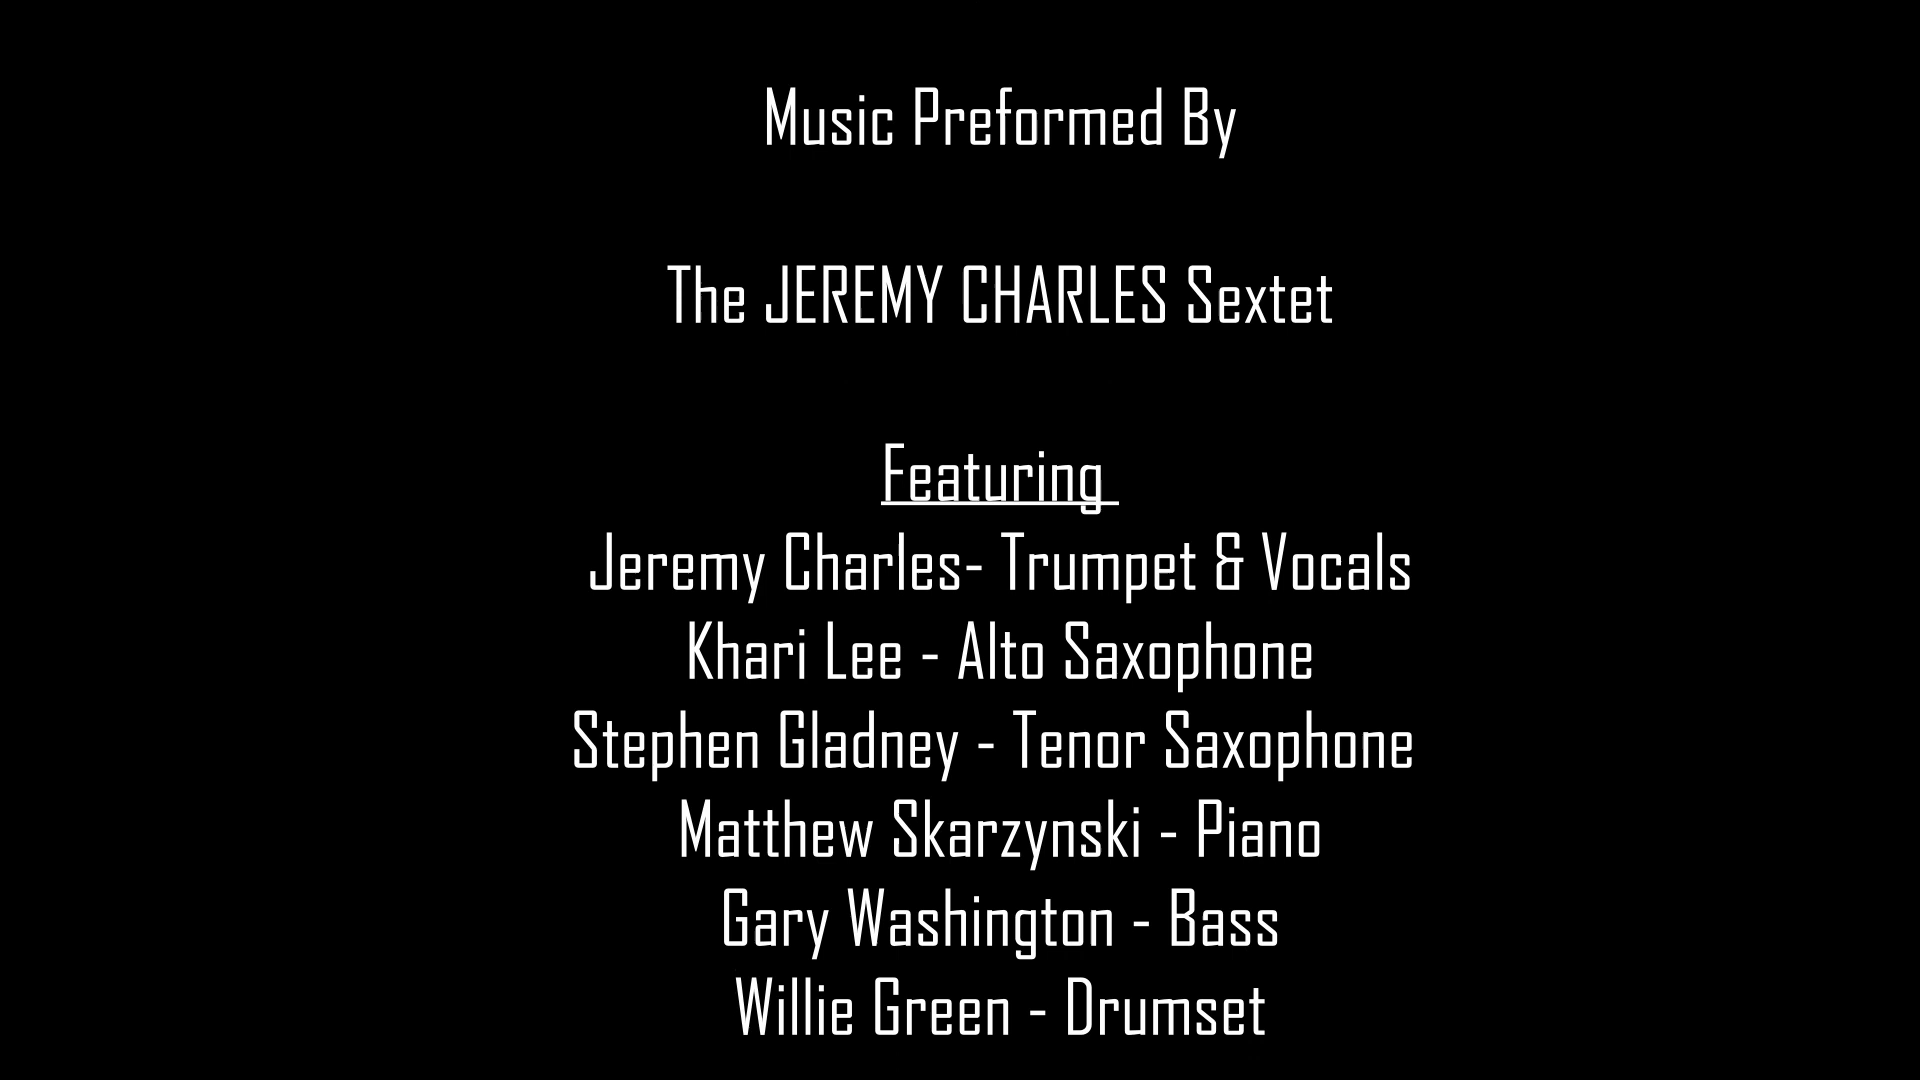 Music Preformed By
The JEREMY CHARLES Sextet
Featuring
Jeremy Charles- Trumpet & Vocals
Khari Lee - Alto Saxophone
Stephen Gladney - Tenor Saxophone
Matthew Skarzynski - Piano
Gary Washington - Bass
Willie Green - Drumset